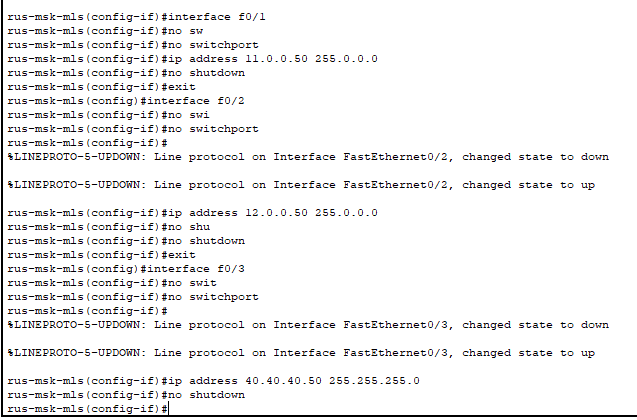 rus-msk-mls(config-if)#interface f0/1
rus-msk-mls(config-if)#no sw
rus-msk-mls(config-if)#no switchport
rus-msk-mls(config-if)#ip address 11.0.0.50 255.0.0.0
rus-msk-mls(config-if)#no shutdown
rus-msk-mls(config-if)#exit
rus-msk-mls(config)#interface f0/2
rus-msk-mls(config-if)#no swi
rus-msk-mls(config-if)#no switchport
rus-msk-mls(config-if)#
%LINEPROTO-5-UPDOWN: Line protocol on Interface FastEthernet0/2, changed state to down
%LINEPROTO-5-UPDOWN: Line protocol on Interface FastEthernet0/2, changed state to up
rus-msk-mls(config-if)#ip address 12.0.0.50 255.0.0.0
rus-msk-mls(config-if)#no shu
rus-msk-mls(config-if)#no shutdown
rus-msk-mls(config-if)#exit
rus-msk-mls(config)#interface f0/3
rus-msk-mls(config-if)#no swit
rus-msk-mls(config-if)#no switchport
rus-msk-mls(config-if)#
%LINEPROTO-5-UPDOWN: Line protocol on Interface FastEthernet0/3, changed state to down
%LINEPROTO-5-UPDOWN: Line protocol on Interface FastEthernet0/3, changed state to up
rus-msk-mls(config-if)#ip address 40.40.40.50 255.255.255.0
rus-msk-mls(config-if)#no shutdown
rus-msk-mls(config-if)#